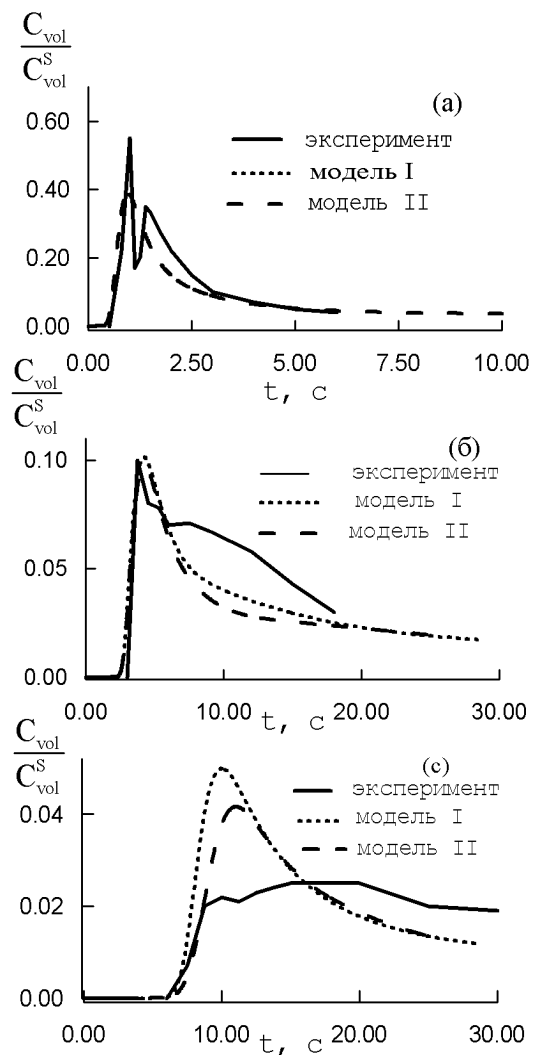 C_vol
C^S_vol
(а)
0.60
эксперимент
модель I
0.40
модель II
0.20
0.00
0.00 2.50 5.00 7.50 10.00
t, с
C_vol
C^S_vol
(б)
0.10
эксперимент
модель I
модель II
0.05
0.00
0.00 10.00 20.00 30.00
t, с
C_vol
C^S_vol
(с)
эксперимент
0.04
модель I
модель II
0.02
0.00
0.00 10.00 20.00 30.00
t, с